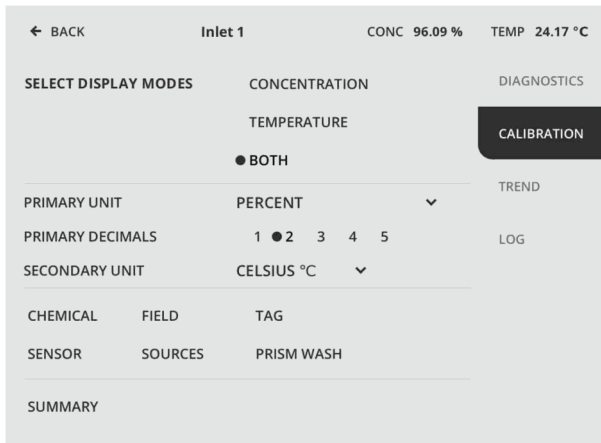 ← BACK Inlet 1 CONC 96.09 % TEMP 24.17 °C
SELECT DISPLAY MODES CONCENTRATION DIAGNOSTICS
TEMPERATURE CALIBRATION
BOTH
TREND
PRIMARY UNIT PERCENT
PRIMARY DECIMALS 1 2 3 4 5 LOG
SECONDARY UNIT CELSIUS °C
CHEMICAL FIELD TAG
SENSOR SOURCES PRISM WASH
SUMMARY